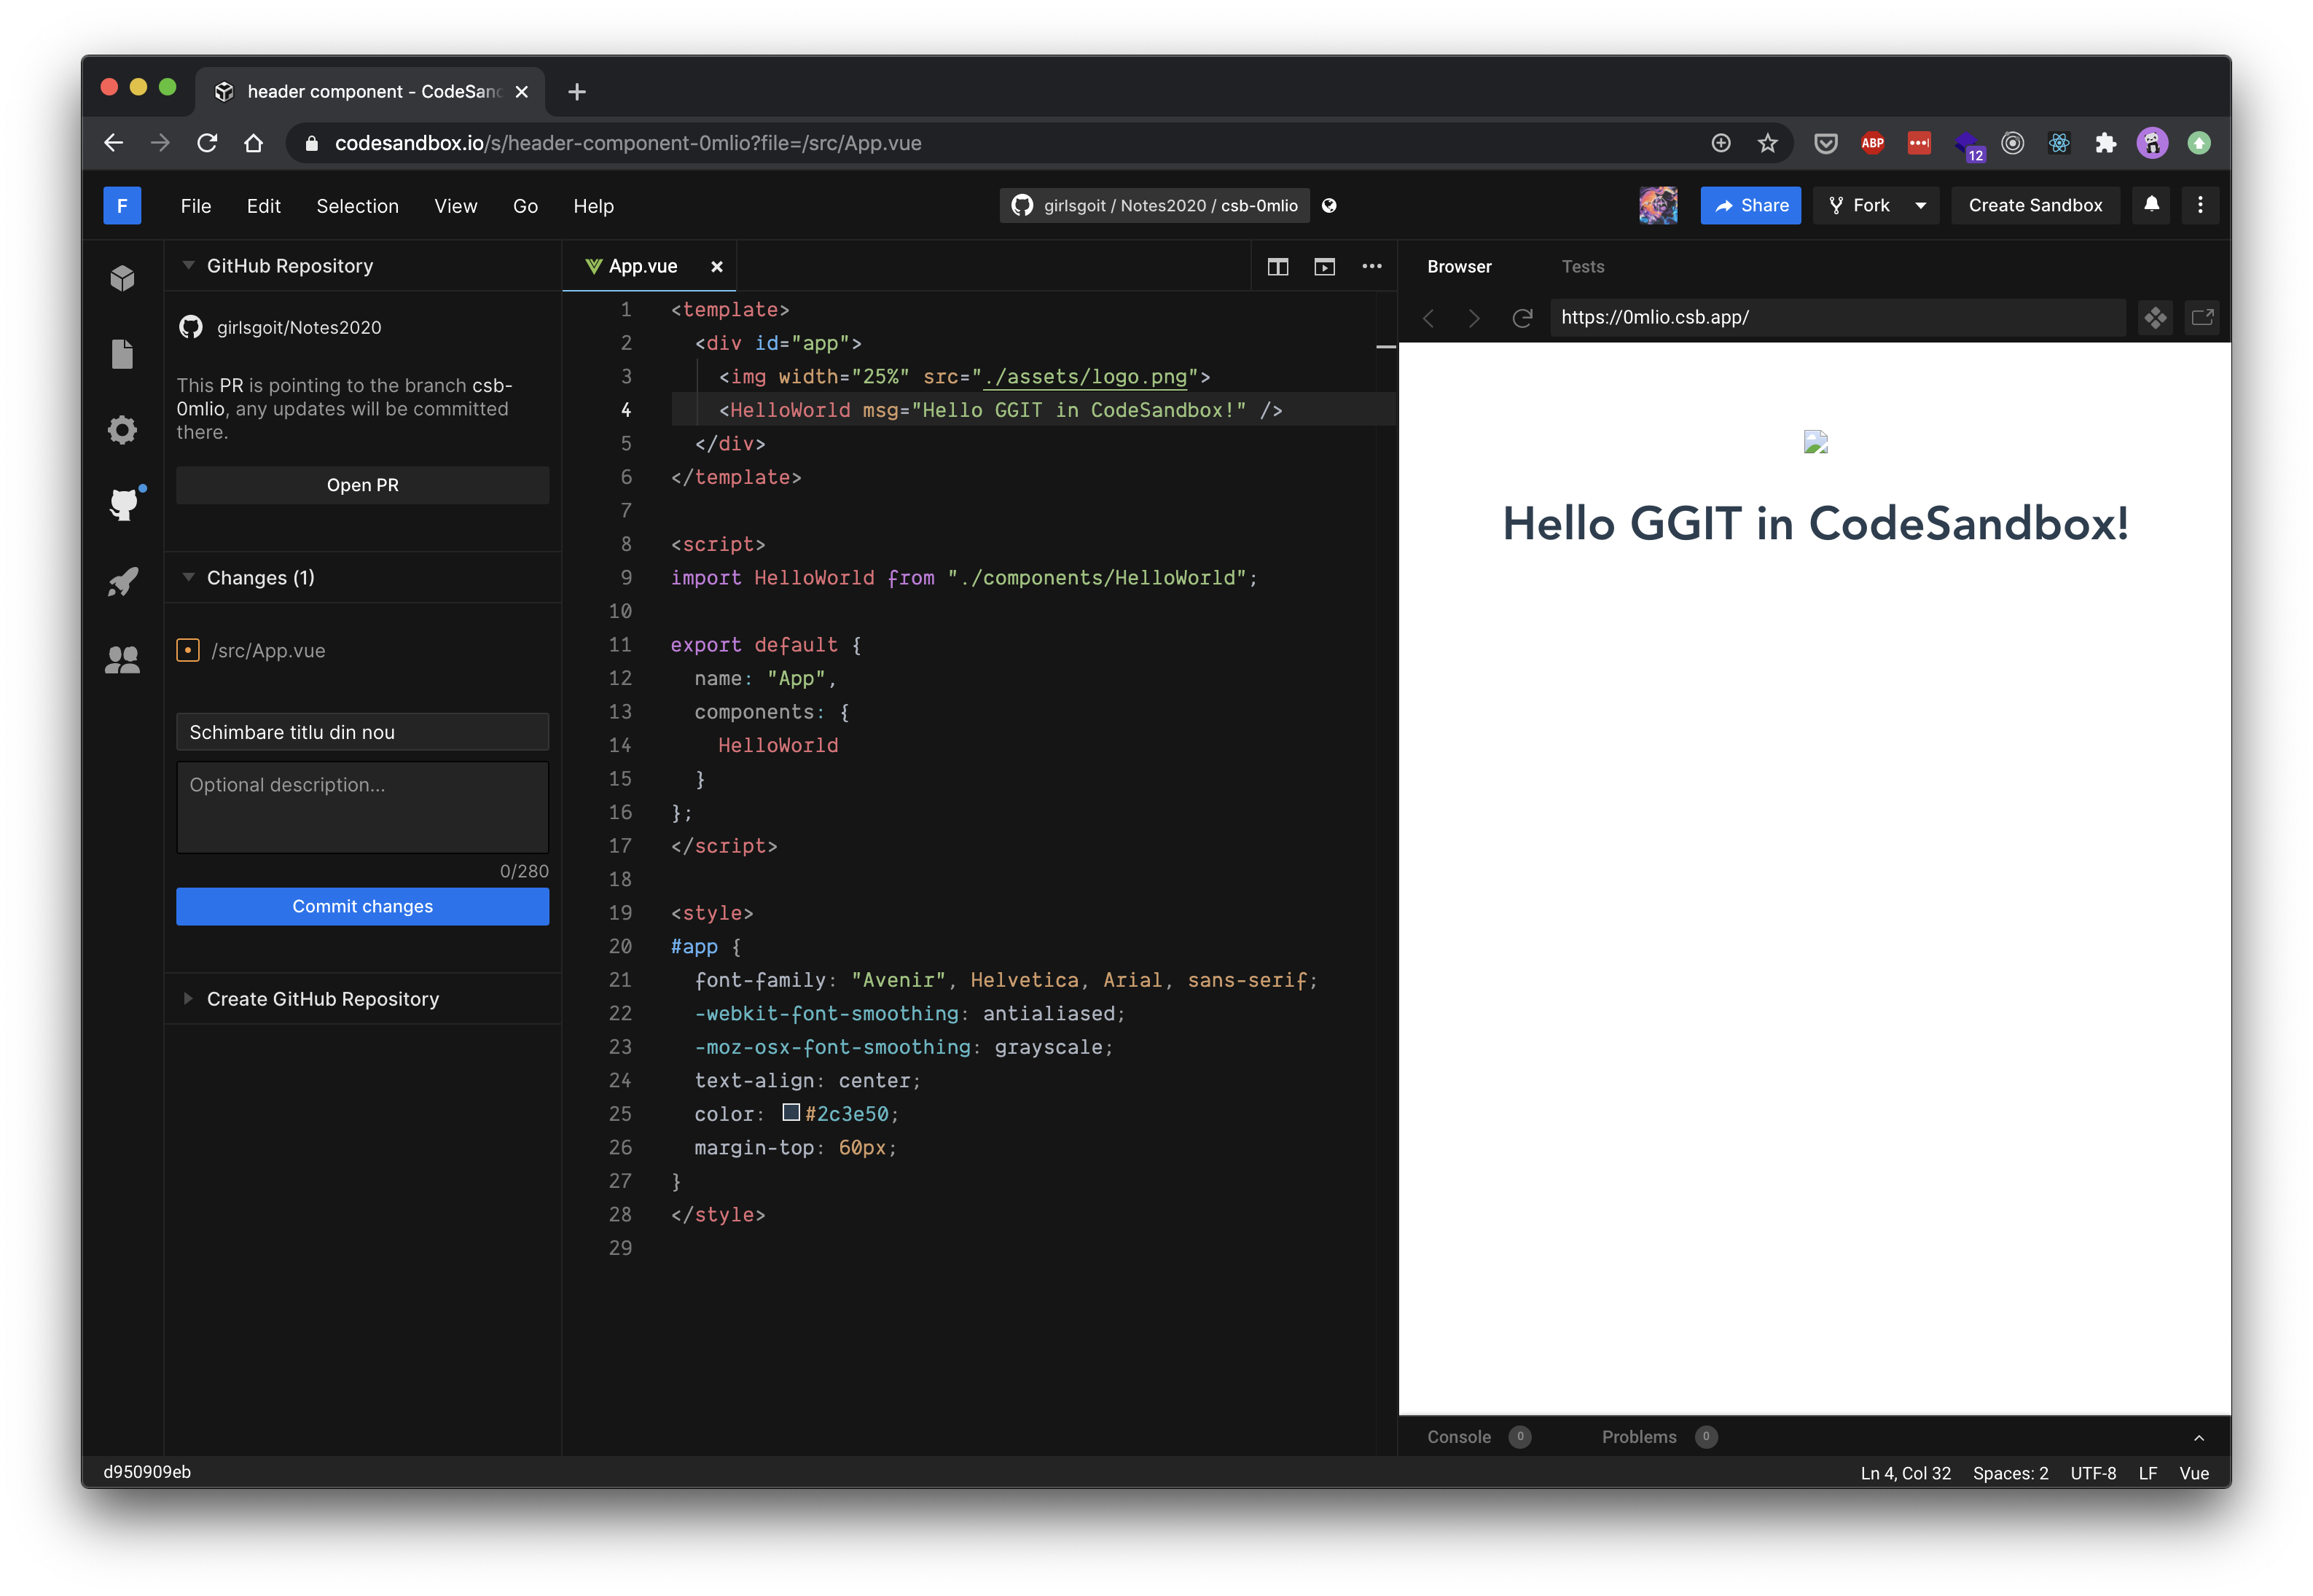 header component - CodeSan
codesandbox.io/s/header-component-0mlio?file=/src/App.vue
ABP
12
F
File
Edit
Selection
View
Go
Help
girlsgoit / Notes2020 / csb-0mlio
Share
Fork
Create Sandbox
GitHub Repository
girlsgoit/Notes2020
This PR is pointing to the branch csb-
0mlio, any updates will be committed
there.
Open PR
Changes (1)
/src/App.vue
Schimbare titlu din nou
Optional description...
0/280
Commit changes
Create GitHub Repository
App.vue
1 <template>
2 <div id="app">
3 <img width="25%" src="./assets/logo.png">
4 <HelloWorld msg="Hello GGIT in CodeSandbox!" />
5 </div>
6 </template>
7
8 <script>
9 import HelloWorld from "./components/HelloWorld";
10
11 export default {
12 name: "App",
13 components: {
14 HelloWorld
15 }
16 };
17 </script>
18
19 <style>
20 #app {
21 font-family: "Avenir", Helvetica, Arial, sans-serif;
22 -webkit-font-smoothing: antialiased;
23 -moz-osx-font-smoothing: grayscale;
24 text-align: center;
25 color: #2c3e50;
26 margin-top: 60px;
27 }
28 </style>
29
Browser
Tests
https://0mlio.csb.app/
Hello GGIT in CodeSandbox!
Console 0
Problems 0
d950909eb
Ln 4, Col 32
Spaces: 2
UTF-8
LF
Vue